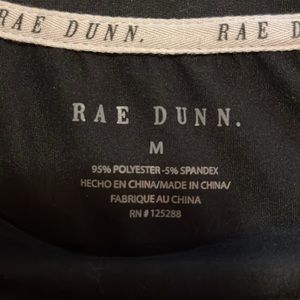 RAE DUNN.
RAE D
RAE DUNN.
M
95% POLYESTER-5% SPANDEX
HECHO EN CHINA/MADE IN CHINA/
FABRIQUE AU CHINA
RN # 125288